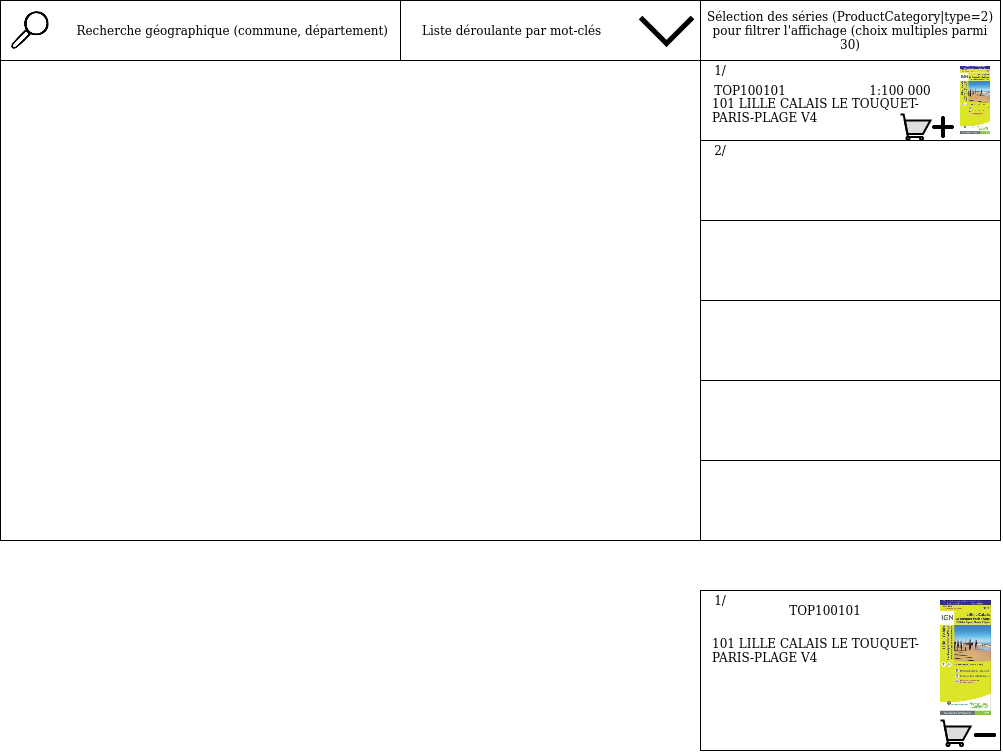 Recherche géographique (commune, département)
Liste déroulante par mot-clés
Sélection des séries (ProductCategory|type=2)
pour filtrer l'affichage (choix multiples parmi
30)
1/
TOP100101 1:100 000
101 LILLE CALAIS LE TOUQUET-
PARIS-PLAGE V4
2/
1/
TOP100101
101 LILLE CALAIS LE TOUQUET-
PARIS-PLAGE V4
IGN